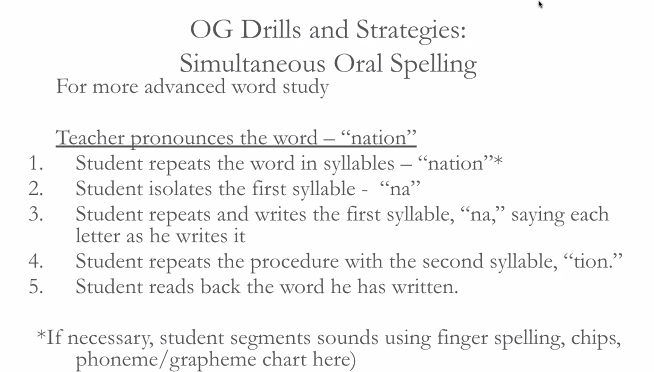 OG Drills and Strategies:
Simultaneous Oral Spelling
For more advanced word study
Teacher pronounces the word – “nation”
1. Student repeats the word in syllables – “nation”*
2. Student isolates the first syllable - “na”
3. Student repeats and writes the first syllable, “na,” saying each
letter as he writes it
4. Student repeats the procedure with the second syllable, “tion.”
5. Student reads back the word he has written.
*If necessary, student segments sounds using finger spelling, chips,
phoneme/grapheme chart here)